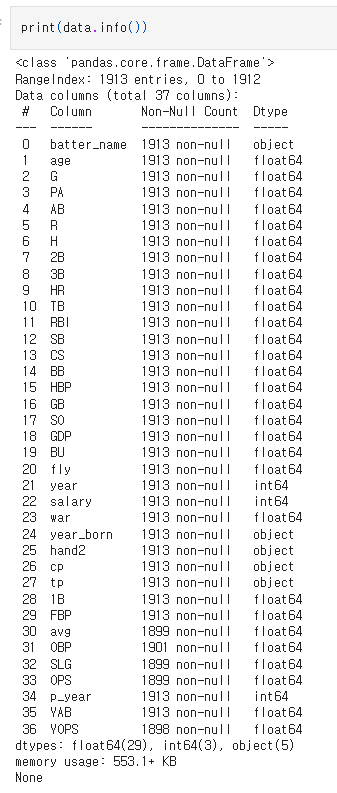 print(data.info())
<class 'pandas.core.frame.DataFrame'>
RangeIndex: 1913 entries, 0 to 1912
Data columns (total 37 columns):
 #   Column       Non-Null Count  Dtype
---  ------       --------------  -----
 0   batter_name  1913 non-null   object
 1   age          1913 non-null   float64
 2   G            1913 non-null   float64
 3   PA           1913 non-null   float64
 4   AB           1913 non-null   float64
 5   R            1913 non-null   float64
 6   H            1913 non-null   float64
 7   2B           1913 non-null   float64
 8   3B           1913 non-null   float64
 9   HR           1913 non-null   float64
 10  TB           1913 non-null   float64
 11  RBI          1913 non-null   float64
 12  SB           1913 non-null   float64
 13  CS           1913 non-null   float64
 14  BB           1913 non-null   float64
 15  HBP          1913 non-null   float64
 16  GB           1913 non-null   float64
 17  SO           1913 non-null   float64
 18  GDP          1913 non-null   float64
 19  BU           1913 non-null   float64
 20  fly          1913 non-null   float64
 21  year         1913 non-null   int64
 22  salary       1913 non-null   int64
 23  war          1913 non-null   float64
 24  year_born    1913 non-null   object
 25  hand2        1913 non-null   object
 26  cp           1913 non-null   object
 27  tp           1913 non-null   object
 28  1B           1913 non-null   float64
 29  FBP          1913 non-null   float64
 30  avg          1899 non-null   float64
 31  OBP          1901 non-null   float64
 32  SLG          1899 non-null   float64
 33  OPS          1899 non-null   float64
 34  p_year       1913 non-null   int64
 35  YAB          1913 non-null   float64
 36  YOPS         1898 non-null   float64
dtypes: float64(29), int64(3), object(5)
memory usage: 553.1+ KB
None